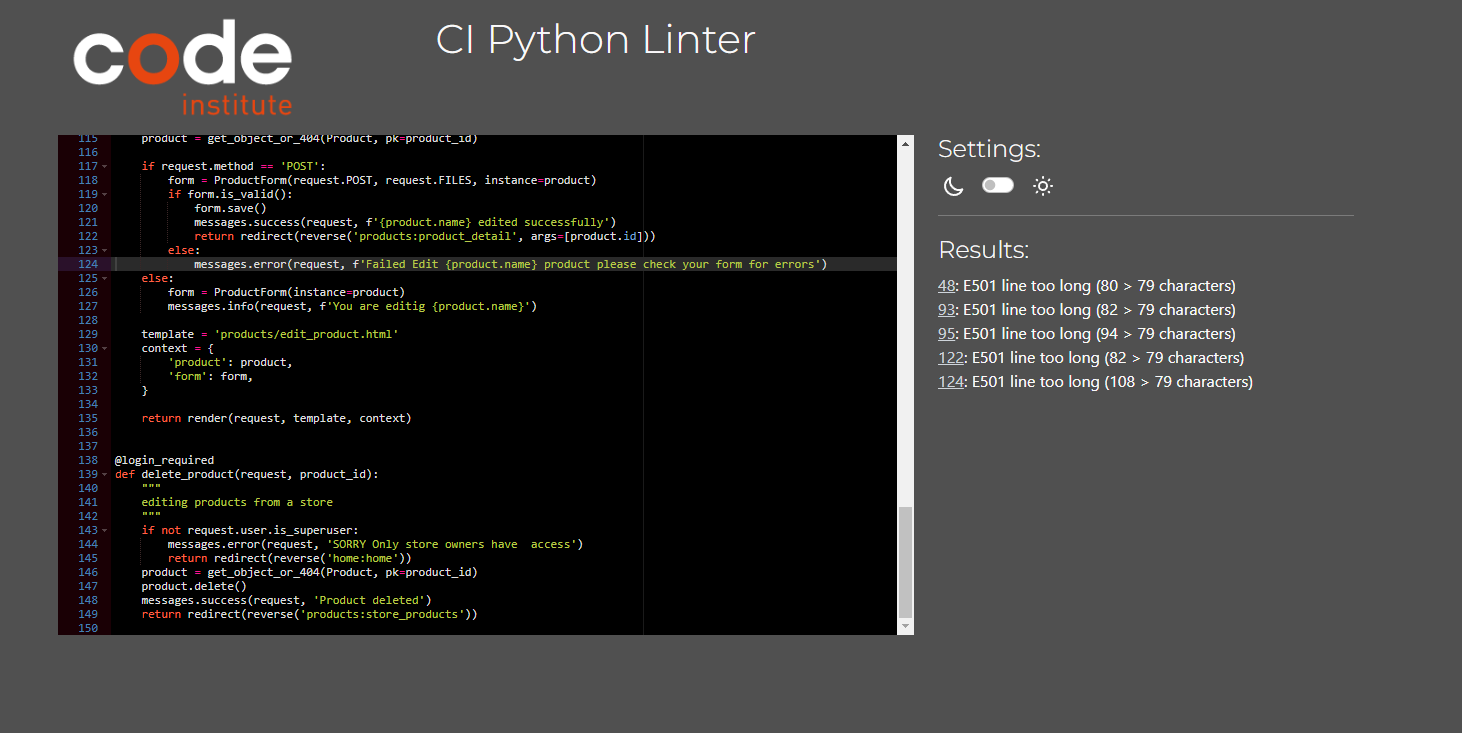 code
institute
CI Python Linter
115 product = get_object_or_404(Product, pk=product_id)
116
117 if request.method == 'POST':
118 form = ProductForm(request.POST, request.FILES, instance=product)
119 if form.is_valid():
120 form.save()
121 messages.success(request, f'{product.name} edited successfully')
122 return redirect(reverse('products:product_detail', args=[product.id]))
123 else:
124 messages.error(request, f'Failed Edit {product.name} product please check your form for errors')
125 else:
126 form = ProductForm(instance=product)
127 messages.info(request, f'You are editig {product.name}')
128
129 template = 'products/edit_product.html'
130 context = {
131 'product': product,
132 'form': form,
133 }
134
135 return render(request, template, context)
136
137
138 @login_required
139 def delete_product(request, product_id):
140 """
141 editing products from a store
142 """
143 if not request.user.is_superuser:
144 messages.error(request, 'SORRY Only store owners have  access')
145 return redirect(reverse('home:home'))
146 product = get_object_or_404(Product, pk=product_id)
147 product.delete()
148 messages.success(request, 'Product deleted')
149 return redirect(reverse('products:store_products'))
150
Settings:
Results:
48: E501 line too long (80 > 79 characters)
93: E501 line too long (82 > 79 characters)
95: E501 line too long (94 > 79 characters)
122: E501 line too long (82 > 79 characters)
124: E501 line too long (108 > 79 characters)